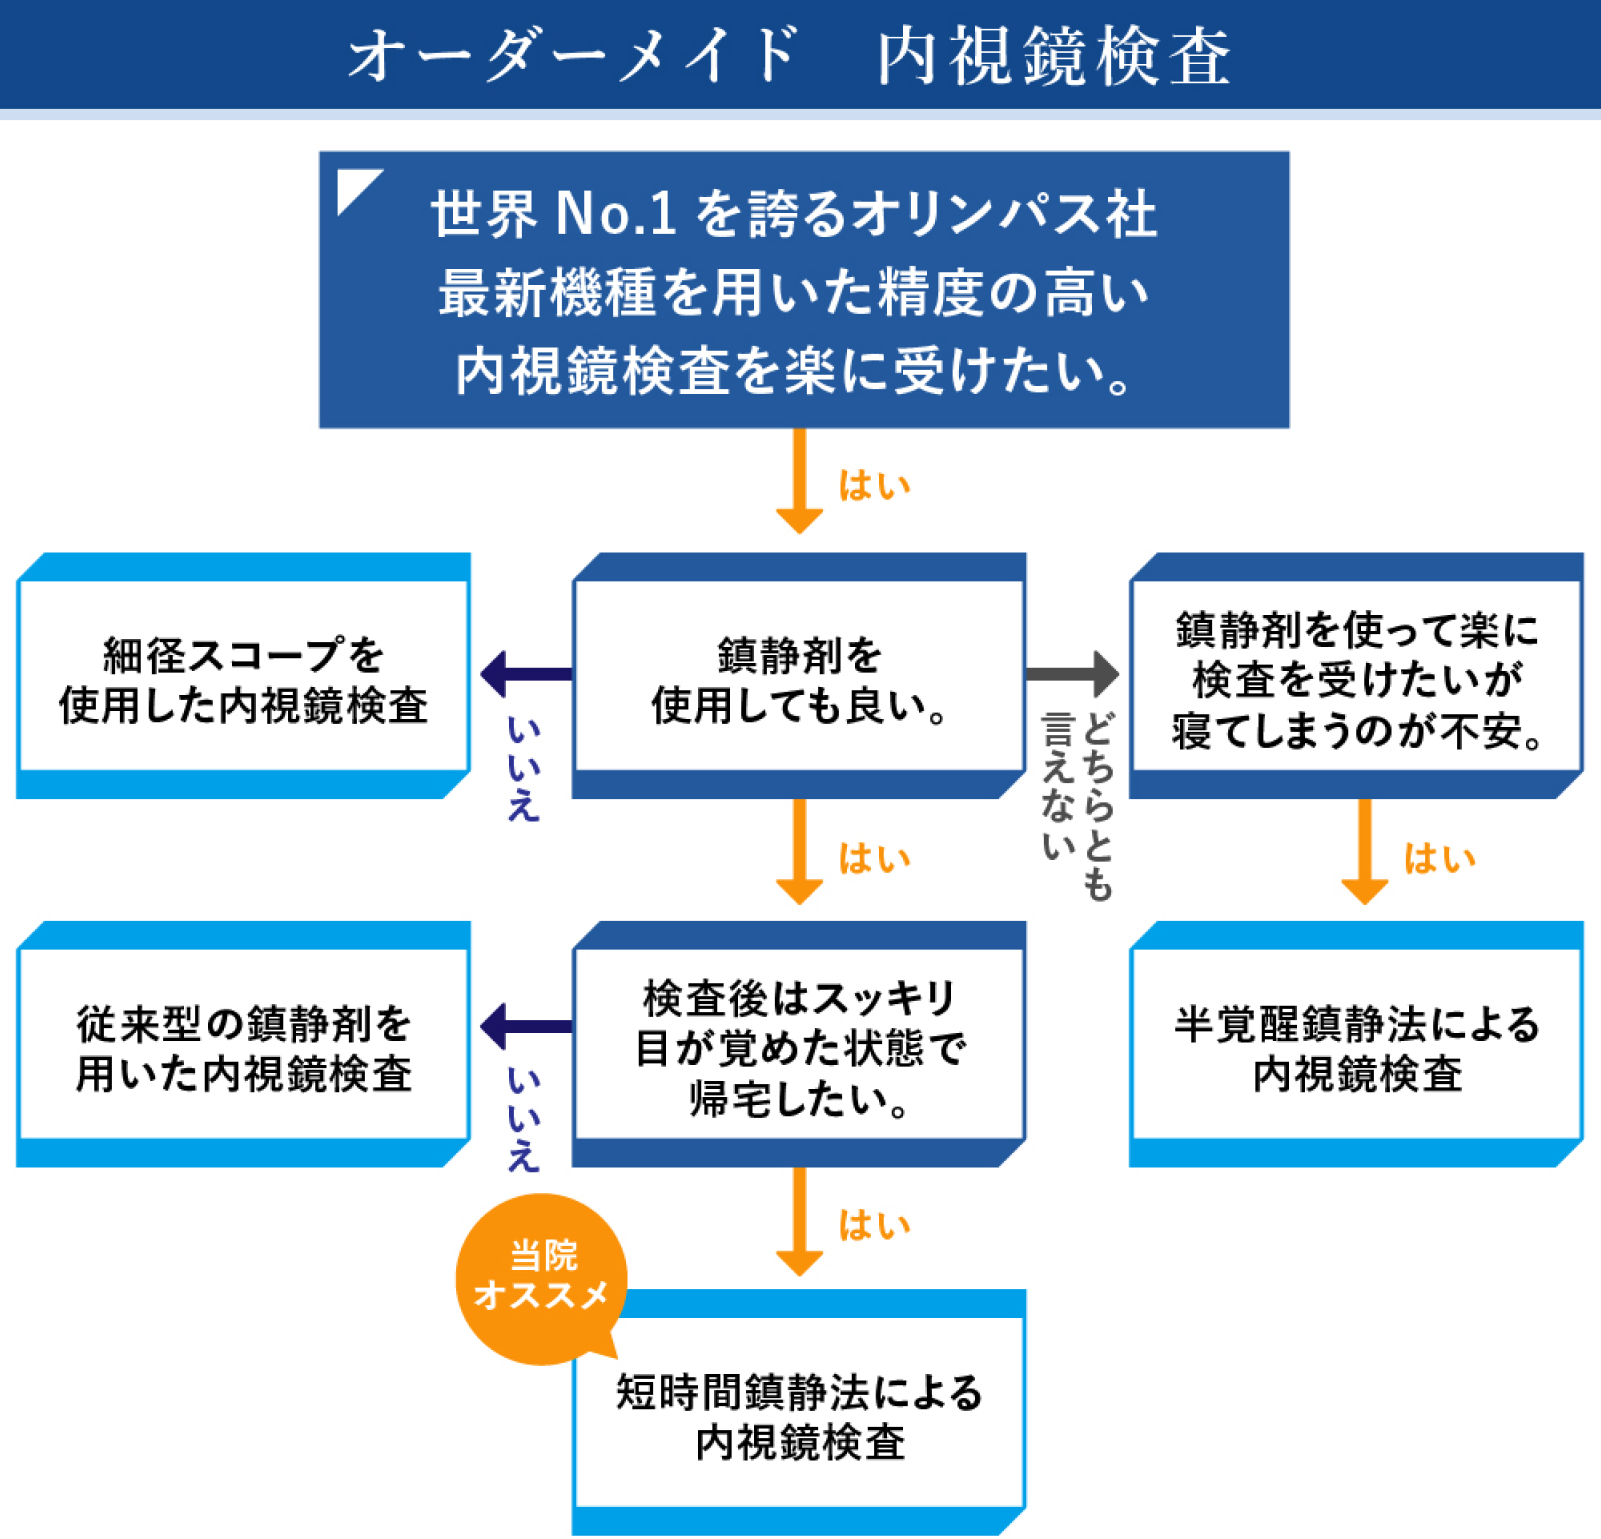 オーダーメイド　内視鏡検査
世界 No.1 を誇るオリンパス社
最新機種を用いた精度の高い
内視鏡検査を楽に受けたい。
はい
細径スコープを
使用した内視鏡検査
いいえ
鎮静剤を
使用しても良い。
どちらとも
言えない
鎮静剤を使って楽に
検査を受けたいが
寝てしまうのが不安。
はい
はい
従来型の鎮静剤を
用いた内視鏡検査
いいえ
検査後はスッキリ
目が覚めた状態で
帰宅したい。
半覚醒鎮静法による
内視鏡検査
はい
当院
オススメ
短時間鎮静法による
内視鏡検査